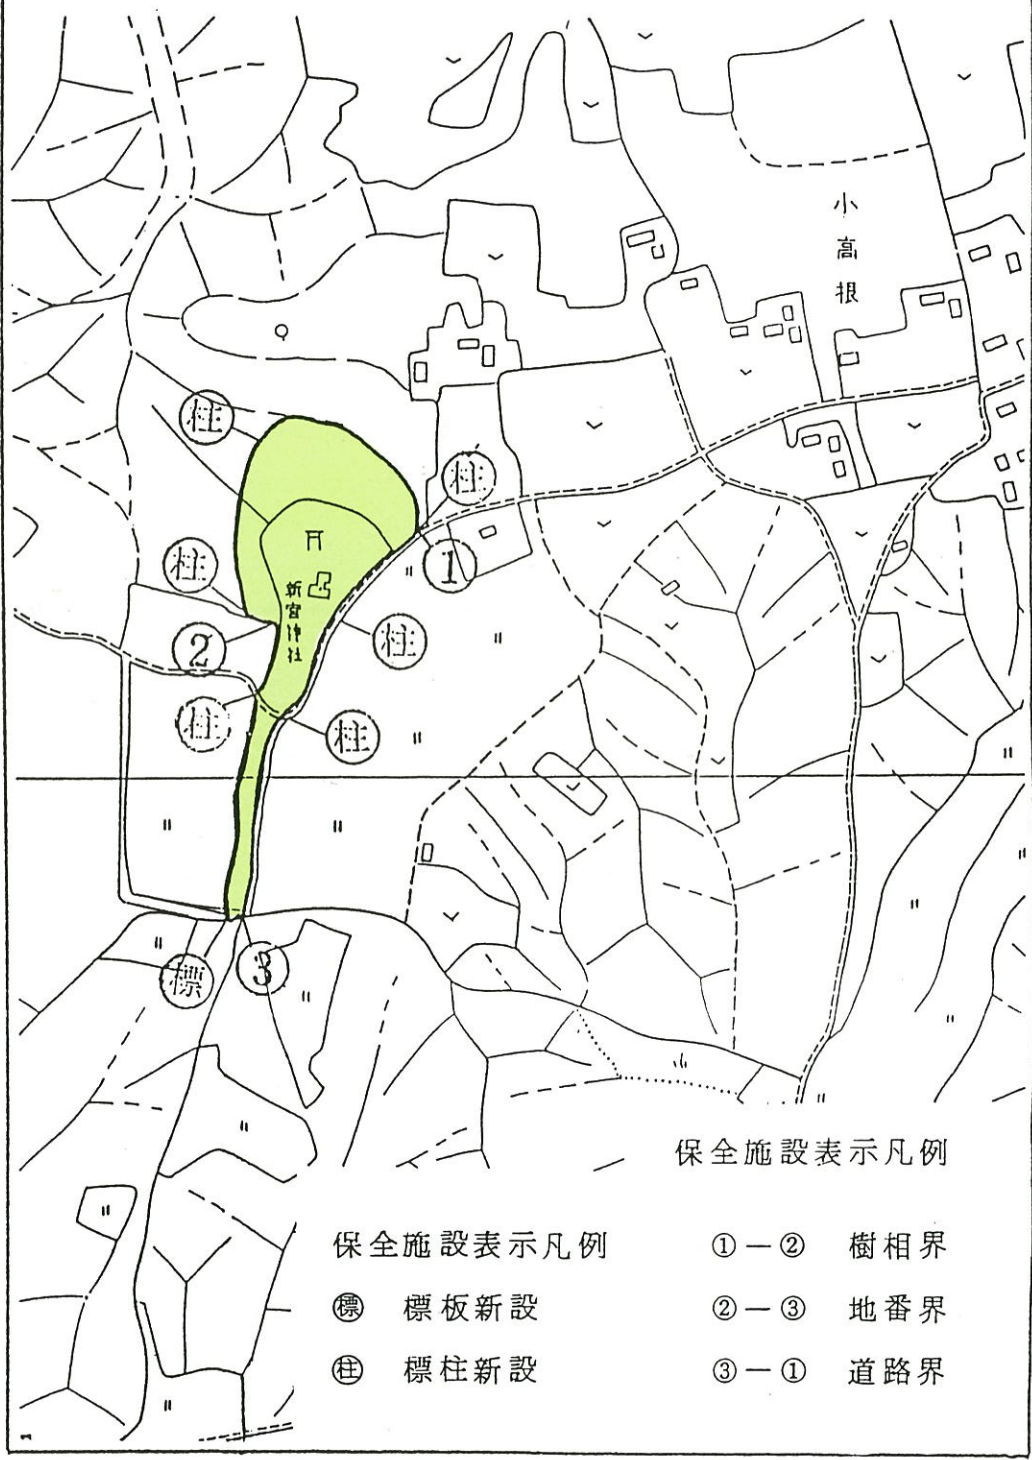 小高根
柱
柱
柱
①
新宮神社
柱
②
柱
柱
標
③
保全施設表示凡例
保全施設表示凡例
㊝ 標板新設
㊟ 標柱新設
①－② 樹相界
②－③ 地番界
③－① 道路界